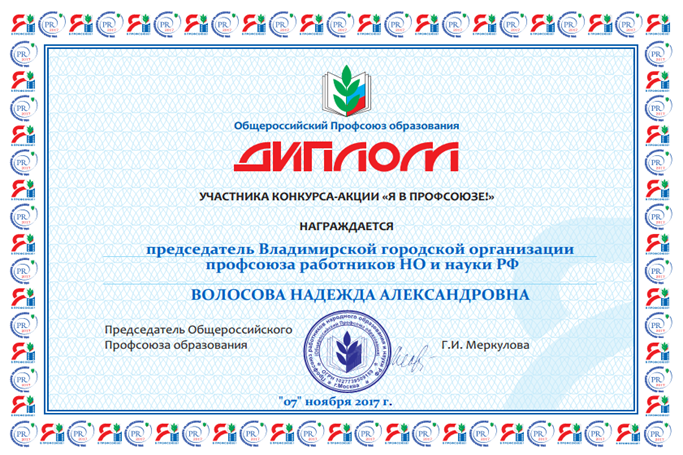 Общероссийский Профсоюз образования
ДИПЛОМ
УЧАСТНИКА КОНКУРСА-АКЦИИ «Я В ПРОФСОЮЗЕ!»
НАГРАЖДАЕТСЯ
председатель Владимирской городской организации
профсоюза работников НО и науки РФ
ВОЛОСОВА НАДЕЖДА АЛЕКСАНДРОВНА
Председатель Общероссийского
Профсоюза образования
Г.И. Меркулова
"07" ноября 2017 г.